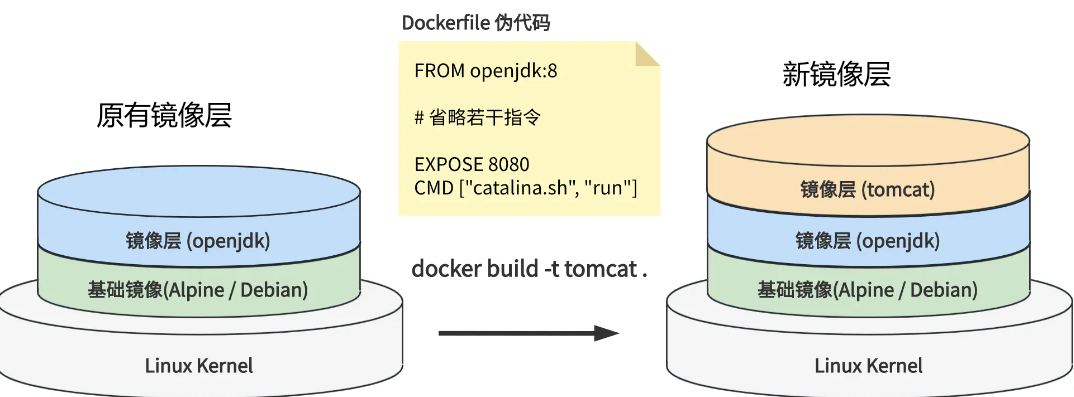 Dockerfile 伪代码
FROM openjdk:8
# 省略若干指令
EXPOSE 8080
CMD ["catalina.sh", "run"]
原有镜像层
镜像层 (openjdk)
基础镜像(Alpine / Debian)
Linux Kernel
docker build -t tomcat .
新镜像层
镜像层 (tomcat)
镜像层 (openjdk)
基础镜像(Alpine / Debian)
Linux Kernel